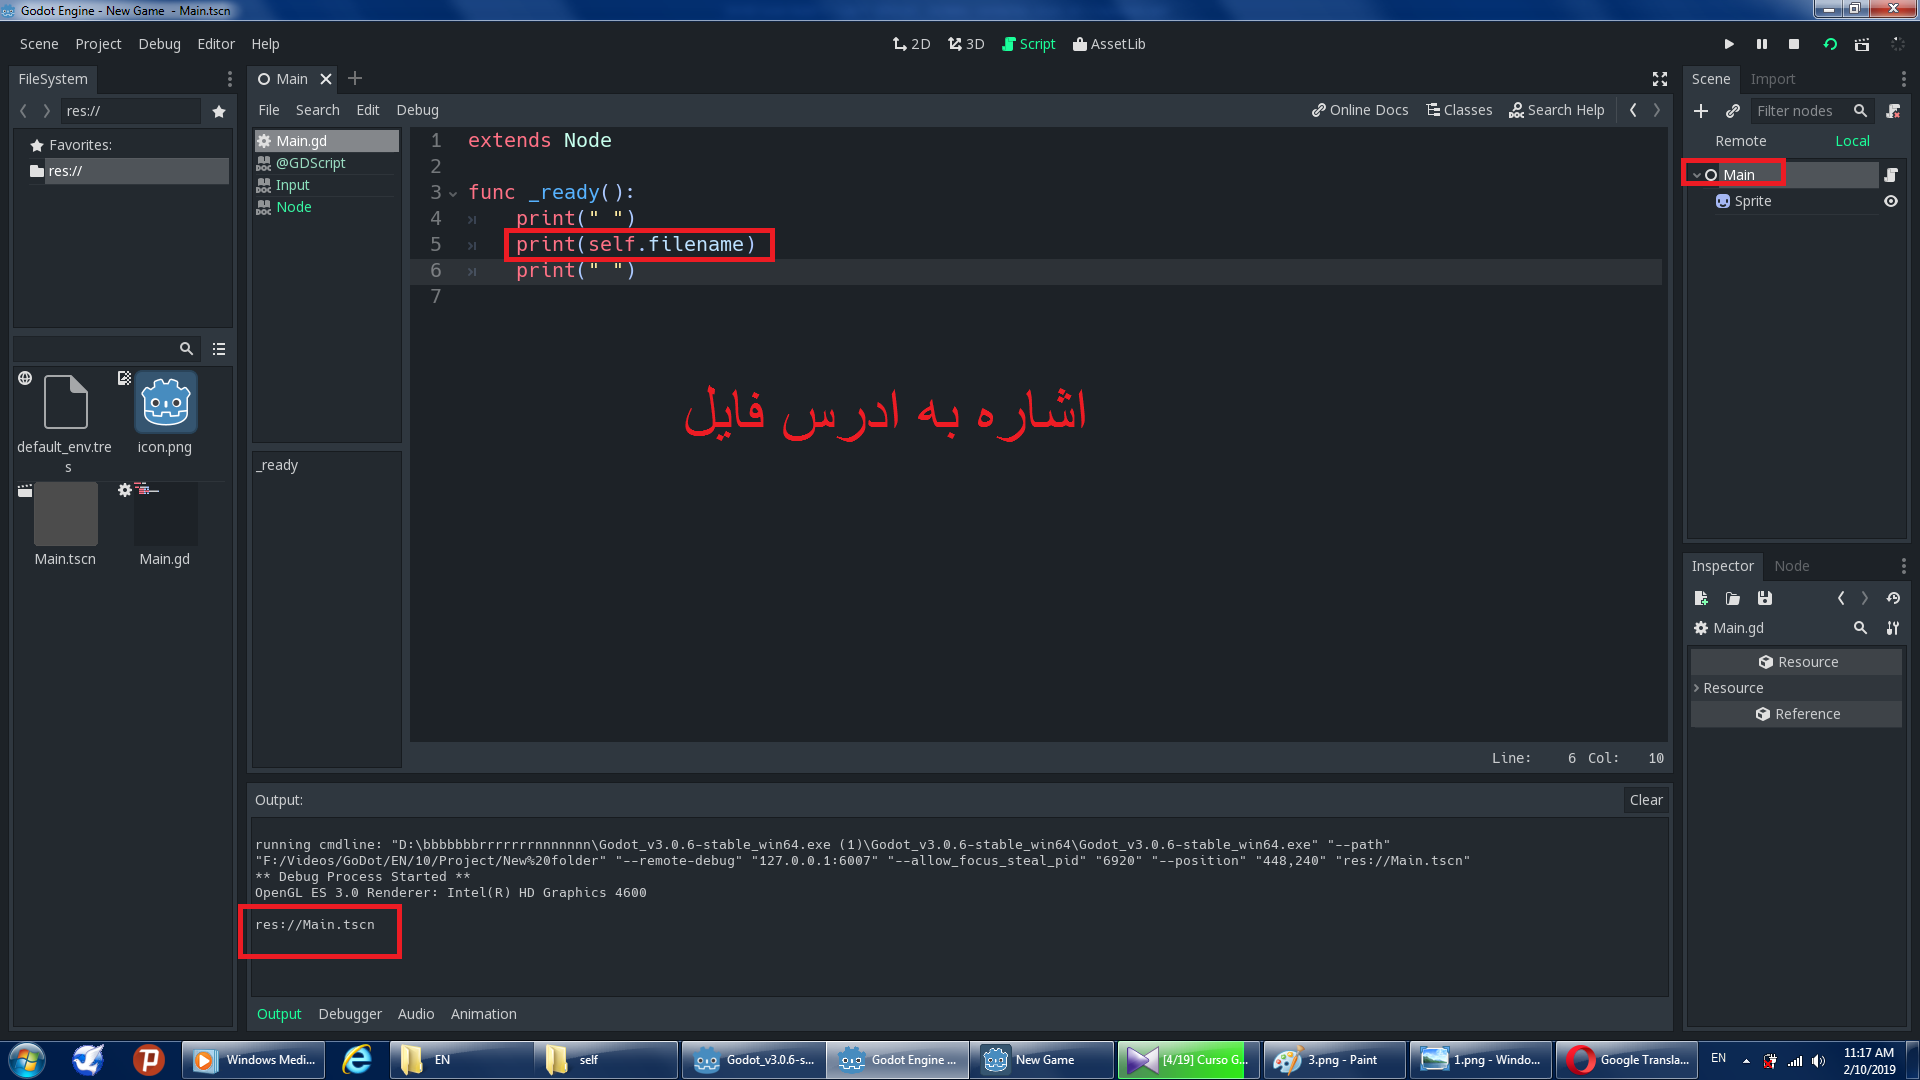 Godot Engine - New Game - Main.tscn
Scene Project Debug Editor Help
2D 3D Script AssetLib
FileSystem
res://
Favorites:
res://
default_env.tres
icon.png
Main.tscn
Main.gd
Main
File Search Edit Debug
Online Docs Classes Search Help
Main.gd
@GDScript
Input
Node
_ready
1 extends Node
2
3 func _ready():
4 print(" ")
5 print(self.filename)
6 print(" ")
7
اشاره به ادرس فایل
Line: 6 Col: 10
Output:
Clear
running cmdline: "D:\bbbbbbbrrrrrrrnnnnnnn\Godot_v3.0.6-stable_win64.exe (1)\Godot_v3.0.6-stable_win64\Godot_v3.0.6-stable_win64.exe" "--path"
"F:/Videos/GoDot/EN/10/Project/New%20folder" "--remote-debug" "127.0.0.1:6007" "--allow_focus_steal_pid" "6920" "--position" "448,240" "res://Main.tscn"
** Debug Process Started **
OpenGL ES 3.0 Renderer: Intel(R) HD Graphics 4600
res://Main.tscn
Output Debugger Audio Animation
Scene Import
Filter nodes
Remote Local
Main
Sprite
Inspector Node
Main.gd
Resource
Resource
Reference
Windows Medi... EN self Godot_v3.0.6-s... Godot Engine ... New Game [4/19] Curso G... 3.png - Paint 1.png - Windo... Google Transla... EN
11:17 AM
2/10/2019